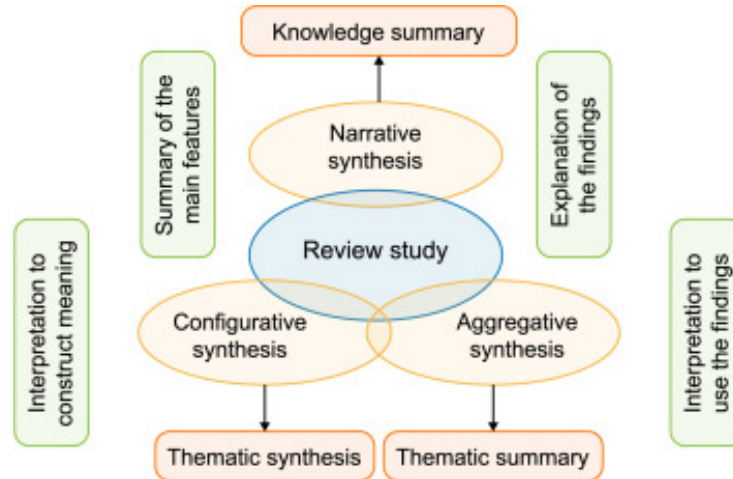 Knowledge summary
Summary of the
main features
Explanation of
the findings
Narrative
synthesis
Review study
Interpretation to
construct meaning
Interpretation to
use the findings
Configurative
synthesis
Aggregative
synthesis
Thematic synthesis
Thematic summary